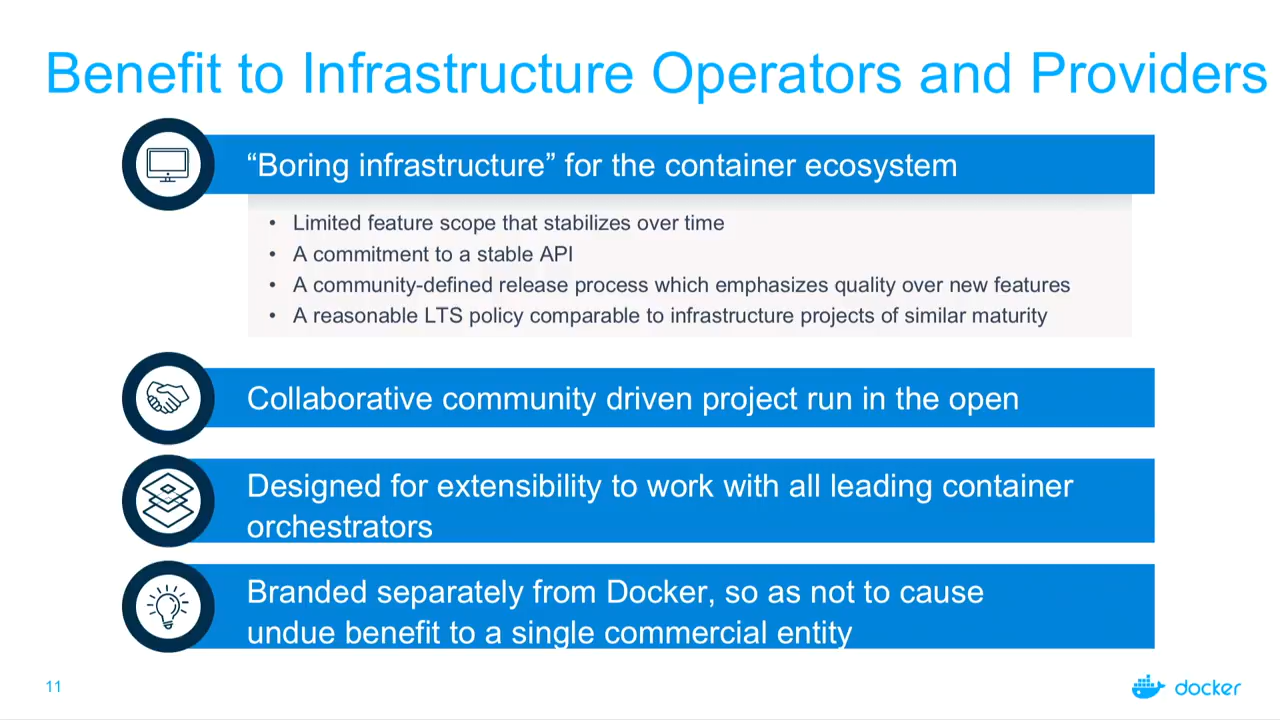 Benefit to Infrastructure Operators and Providers
“Boring infrastructure” for the container ecosystem
• Limited feature scope that stabilizes over time
• A commitment to a stable API
• A community-defined release process which emphasizes quality over new features
• A reasonable LTS policy comparable to infrastructure projects of similar maturity
Collaborative community driven project run in the open
Designed for extensibility to work with all leading container
orchestrators
Branded separately from Docker, so as not to cause
undue benefit to a single commercial entity
11
docker